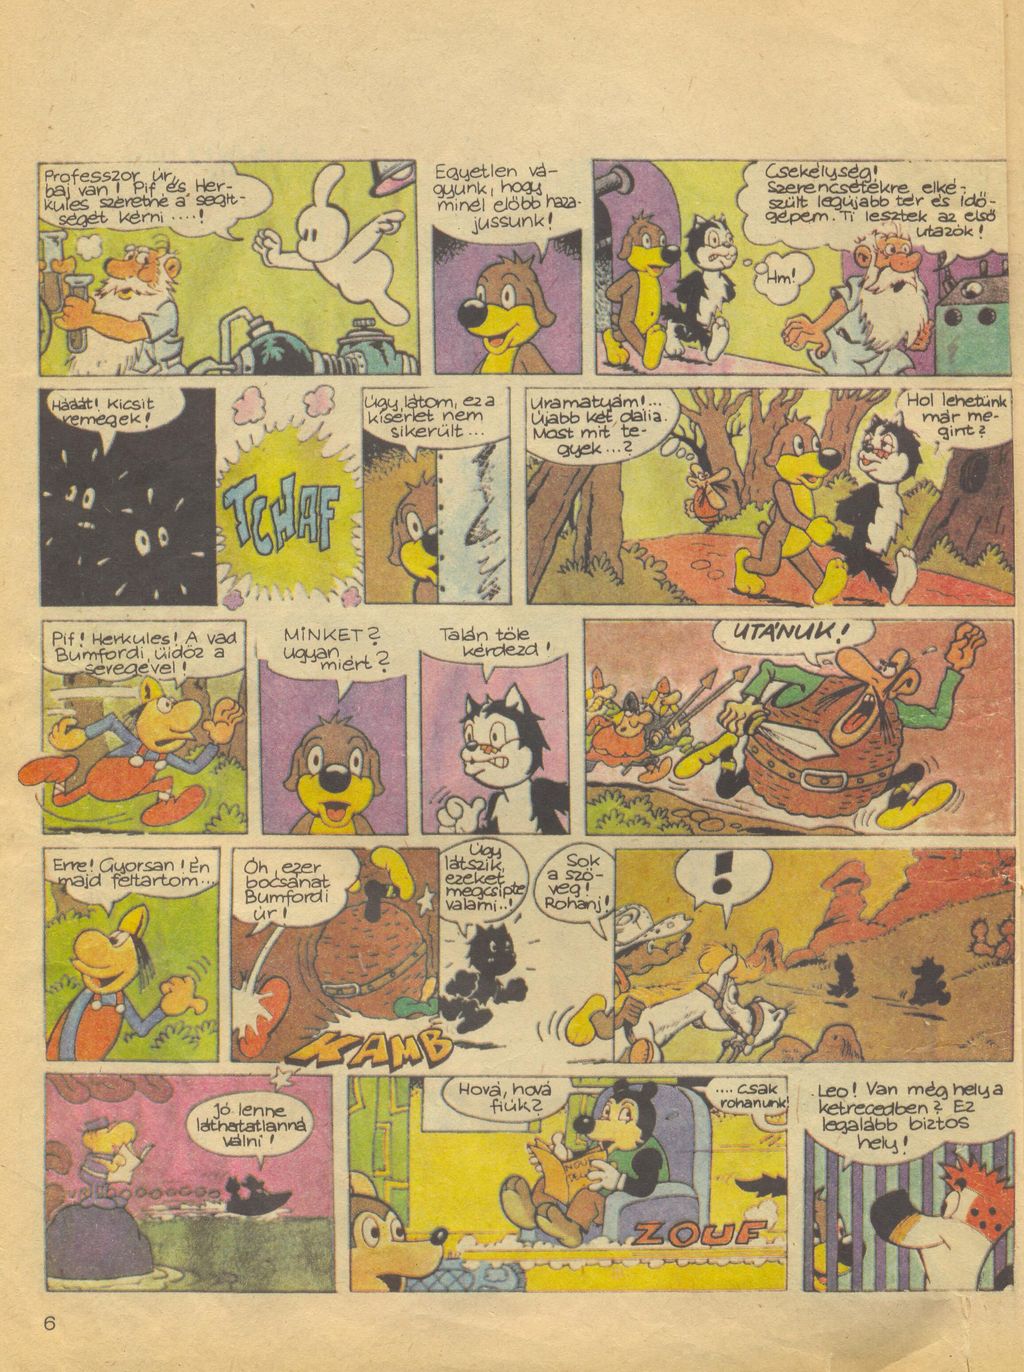 Professzor úr,
baj van! Pif és Her-
kules szeretne a segít-
ségét kérni ....!
Egyetlen vá-
gyunk, hogy
minél előbb haza-
jussunk!
Csekélység!
Szerencsétekre elké-
szült legújabb tér és idő-
gépem. Ti lesztek az első
utazók!
Hm!
Háááát! Kicsit
remegek!
TCHAF
Úgy látom, ez a
kísérlet nem
sikerült...
Uramatyám!...
Újabb két dalia.
Most mit te-
gyek...?
Hol lehetünk
már me-
gint?
Pif! Herkules! A vad
Bumfordi üldöz a
seregével!
MINKET?
ugyan
miért?
Talán tőle
kérdezd!
UTÁNUK!
Erre! Gyorsan! Én
majd feltartom...
Óh, ezer
bocsánat
Bumfordi
úr!
KAMB
Úgy
látszik,
ezeket
megcsípte
valami..!
Sok
a szö-
veg!
Rohanj!
!
Jó lenne
láthatatlanná
válni!
Hová, hová
fiúk?
.... csak
rohanunk
ZOUF
Leo! Van még hely a
ketrecedben? Ez
legalább biztos
hely!
6